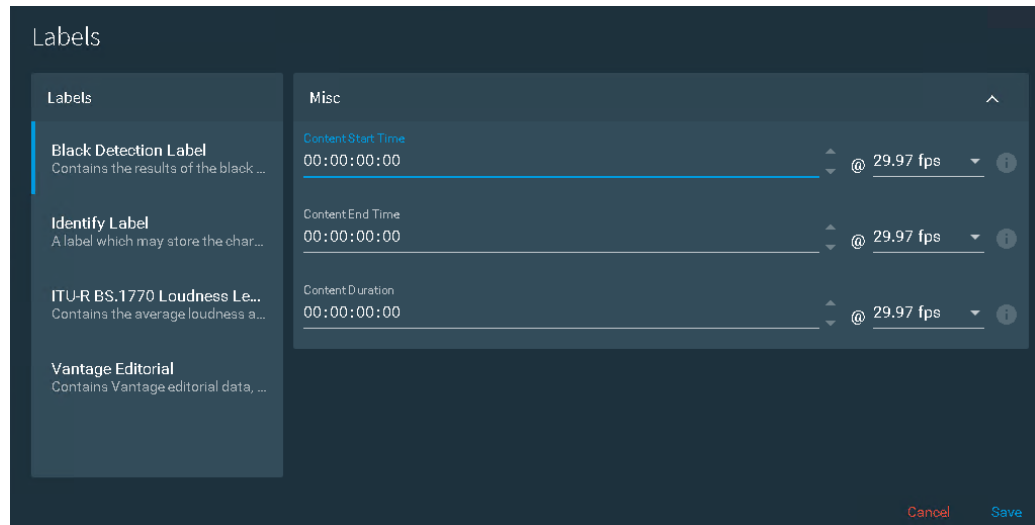 Labels
Labels
Black Detection Label
Contains the results of the black ...
Identify Label
A label which may store the char...
ITU-R BS.1770 Loudness Le...
Contains the average loudness a...
Vantage Editorial
Contains Vantage editorial data, ...
Misc
Content Start Time
00:00:00:00 @ 29.97 fps
Content End Time
00:00:00:00 @ 29.97 fps
Content Duration
00:00:00:00 @ 29.97 fps
Cancel Save